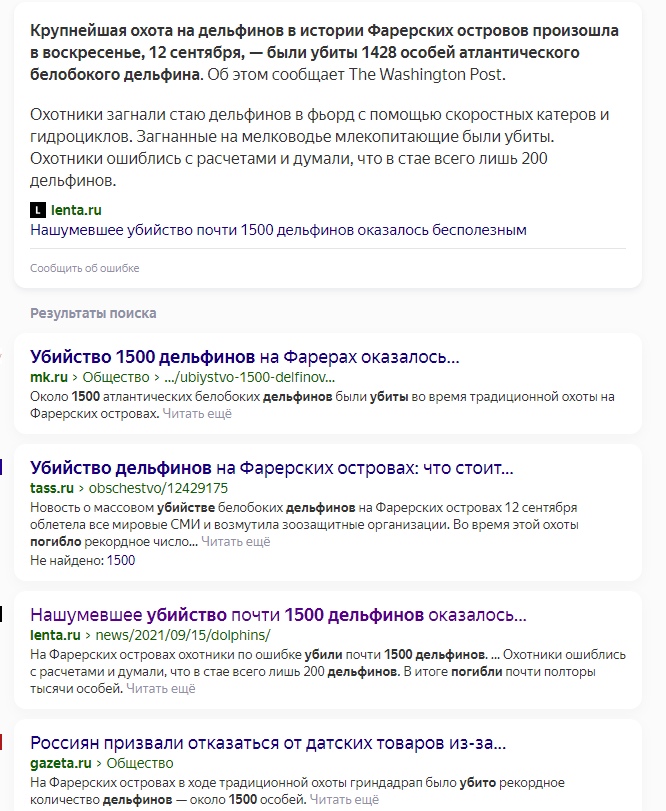 Крупнейшая охота на дельфинов в истории Фарерских островов произошла
в воскресенье, 12 сентября, — были убиты 1428 особей атлантического
белобокого дельфина. Об этом сообщает The Washington Post.
Охотники загнали стаю дельфинов в фьорд с помощью скоростных катеров и
гидроциклов. Загнанные на мелководье млекопитающие были убиты.
Охотники ошиблись с расчетами и думали, что в стае всего лишь 200
дельфинов.
L lenta.ru
Нашумевшее убийство почти 1500 дельфинов оказалось бесполезным
Сообщить об ошибке
Результаты поиска
Убийство 1500 дельфинов на Фарерах оказалось...
mk.ru › Общество › .../ubiystvo-1500-delfinov...
Около 1500 атлантических белобоких дельфинов были убиты во время традиционной охоты на
Фарерских островах. Читать ещё
Убийство дельфинов на Фарерских островах: что стоит...
tass.ru › obschestvo/12429175
Новость о массовом убийстве белобоких дельфинов на Фарерских островах 12 сентября
облетела все мировые СМИ и возмутила зоозащитные организации. Во время этой охоты
погибло рекордное число... Читать ещё
Не найдено: 1500
Нашумевшее убийство почти 1500 дельфинов оказалось...
lenta.ru › news/2021/09/15/dolphins/
На Фарерских островах охотники по ошибке убили почти 1500 дельфинов. ... Охотники ошиблись
с расчетами и думали, что в стае всего лишь 200 дельфинов. В итоге погибли почти полторы
тысячи особей. Читать ещё
Россиян призвали отказаться от датских товаров из-за...
gazeta.ru › Общество
На Фарерских островах в ходе традиционной охоты гриндадрап было убито рекордное
количество дельфинов — около 1500 особей. Читать ещё